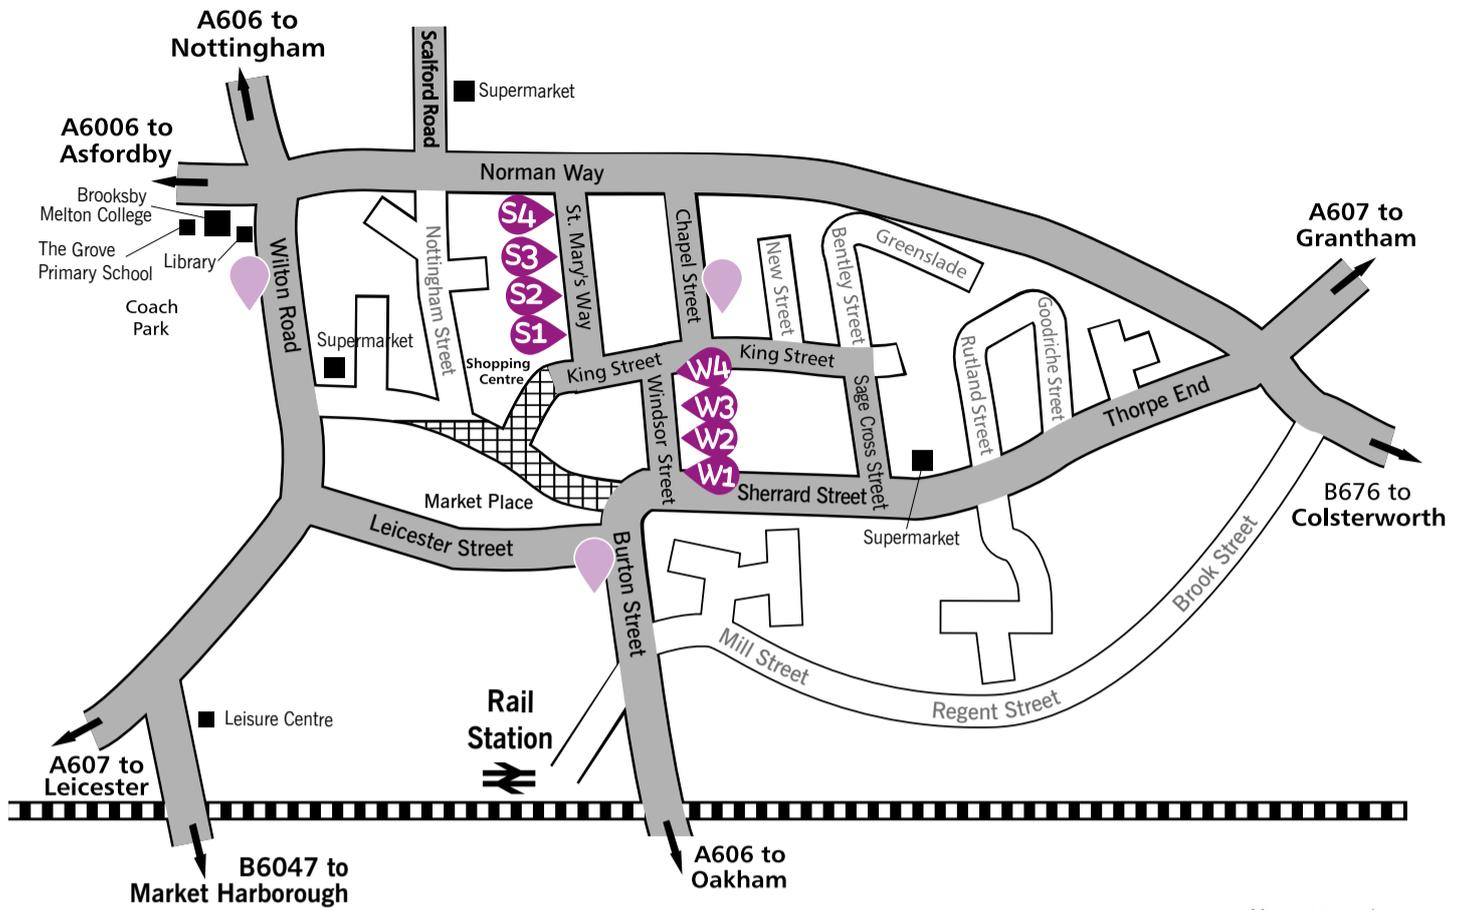 A606 to
Nottingham
Scalford Road
Supermarket
A6006 to
Asfordby
Norman Way
Brooksby
Melton College
The Grove
Primary School
Library
Coach
Park
Wilton Road
Nottingham Street
S4
S3
S2
S1
St. Mary's Way
Chapel Street
New Street
Bentley Street
Greenslade
A607 to
Grantham
Supermarket
Shopping
Centre
King Street
King Street
Windsor Street
W4
W3
W2
W1
Sage Cross Street
Rutland Street
Goodriche Street
Thorpe End
Market Place
Sherrard Street
Supermarket
Leicester Street
Burton Street
B676 to
Colsterworth
Brook Street
Mill Street
Regent Street
Rail
Station
Leisure Centre
A607 to
Leicester
B6047 to
Market Harborough
A606 to
Oakham